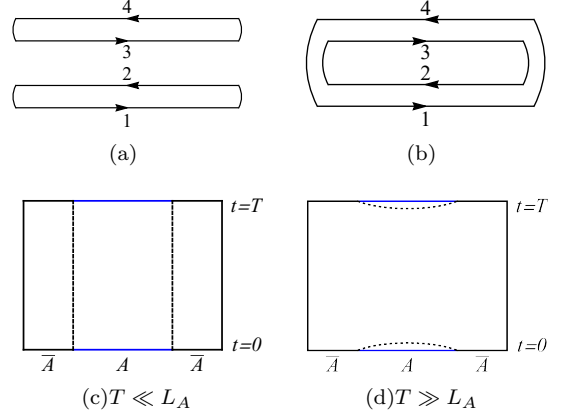 4
3
2
1
(a)
4
3
2
1
(b)
t=T
t=0
A̅ A A̅
(c)T ≪ L_A
t=T
t=0
A̅ A A̅
(d)T ≫ L_A